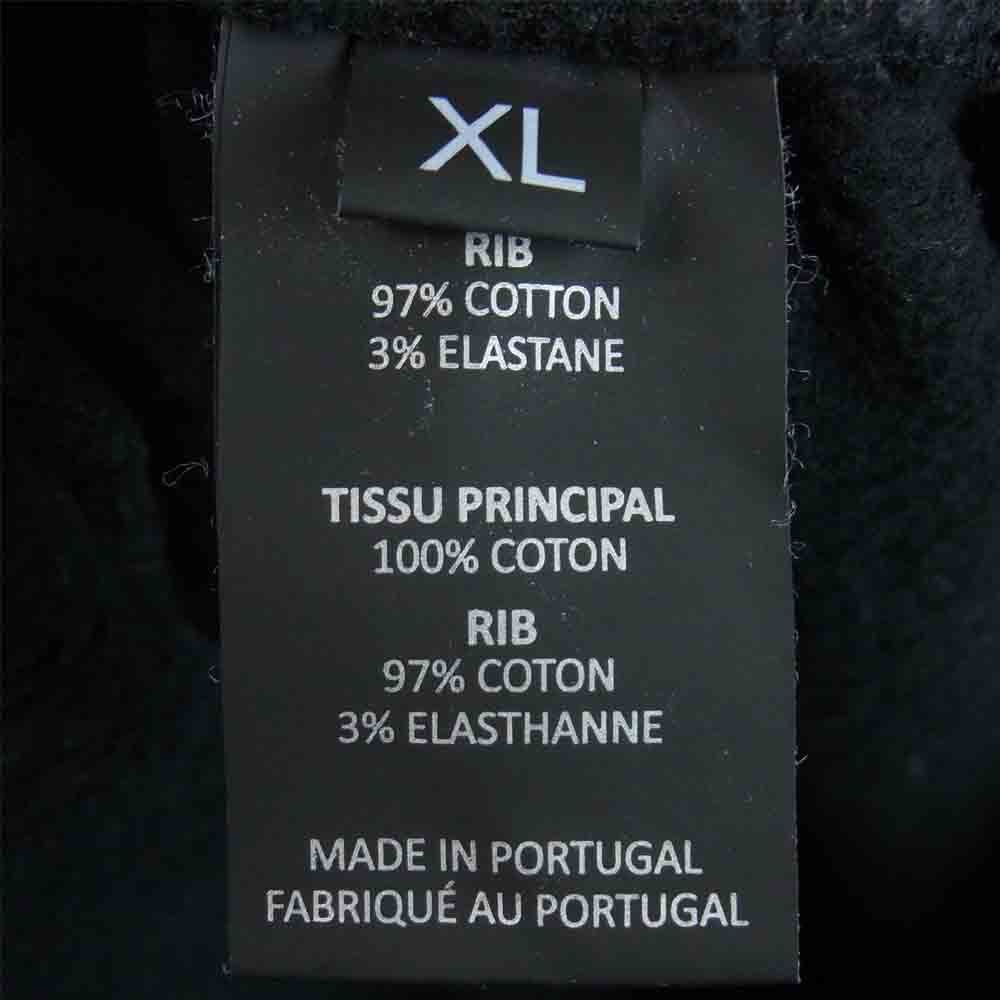 XL
RIB
97% COTTON
3% ELASTANE
TISSU PRINCIPAL
100% COTON
RIB
97% COTON
3% ELASTHANNE
MADE IN PORTUGAL
FABRIQUÉ AU PORTUGAL